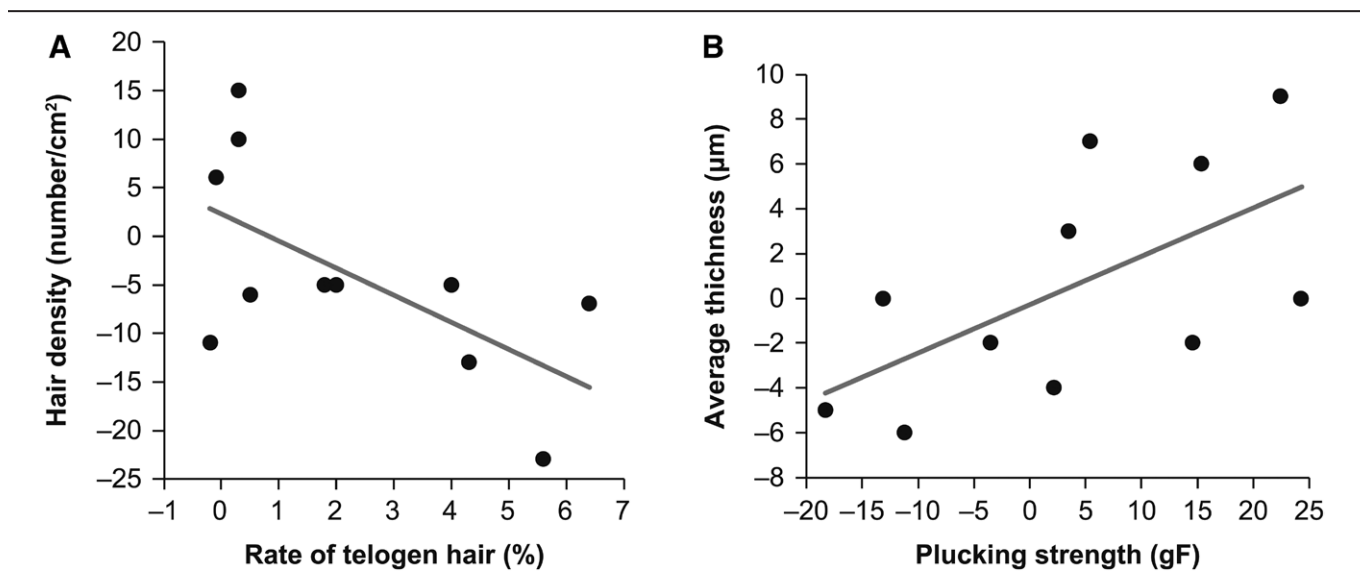 A
Hair density (number/cm²)
20
15
10
5
0
–5
–10
–15
–20
–25
–1 0 1 2 3 4 5 6 7
Rate of telogen hair (%)
B
Average thichness (µm)
10
8
6
4
2
0
–2
–4
–6
–8
–20 –15 –10 –5 0 5 10 15 20 25
Plucking strength (gF)